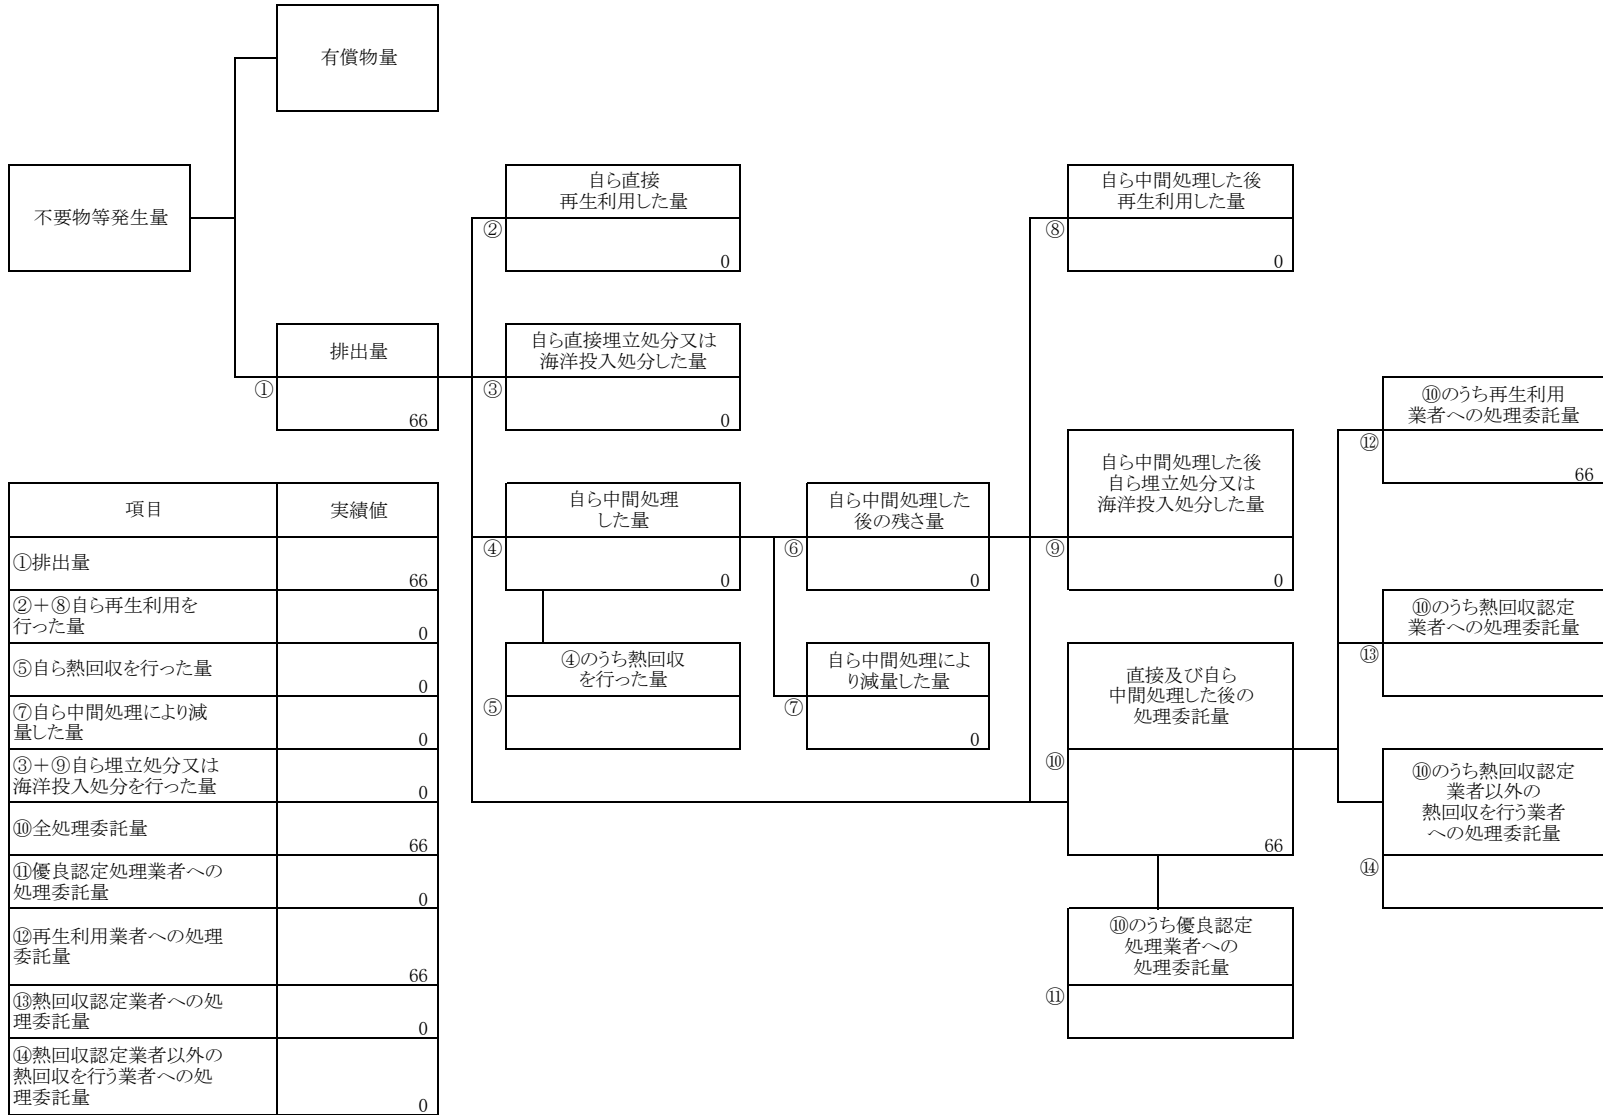 有償物量
不要物等発生量
自ら直接
再生利用した量
②
0
自ら中間処理した後
再生利用した量
⑧
0
排出量
①
66
自ら直接埋立処分又は
海洋投入処分した量
③
0
⑩のうち再生利用
業者への処理委託量
⑫
66
自ら中間処理
した量
④
0
自ら中間処理した
後の残さ量
⑥
0
自ら中間処理した後
自ら埋立処分又は
海洋投入処分した量
⑨
0
⑩のうち熱回収認定
業者への処理委託量
⑬
④のうち熱回収
を行った量
⑤
自ら中間処理によ
り減量した量
⑦
0
直接及び自ら
中間処理した後の
処理委託量
⑩
66
⑩のうち熱回収認定
業者以外の
熱回収を行う業者
への処理委託量
⑭
⑩のうち優良認定
処理業者への
処理委託量
⑪
項目 実績値
①排出量
66
②＋⑧自ら再生利用を
行った量
0
⑤自ら熱回収を行った量
0
⑦自ら中間処理により減
量した量
0
③＋⑨自ら埋立処分又は
海洋投入処分を行った量
0
⑩全処理委託量
66
⑪優良認定処理業者への
処理委託量
0
⑫再生利用業者への処理
委託量
66
⑬熱回収認定業者への処
理委託量
0
⑭熱回収認定業者以外の
熱回収を行う業者への処
理委託量
0